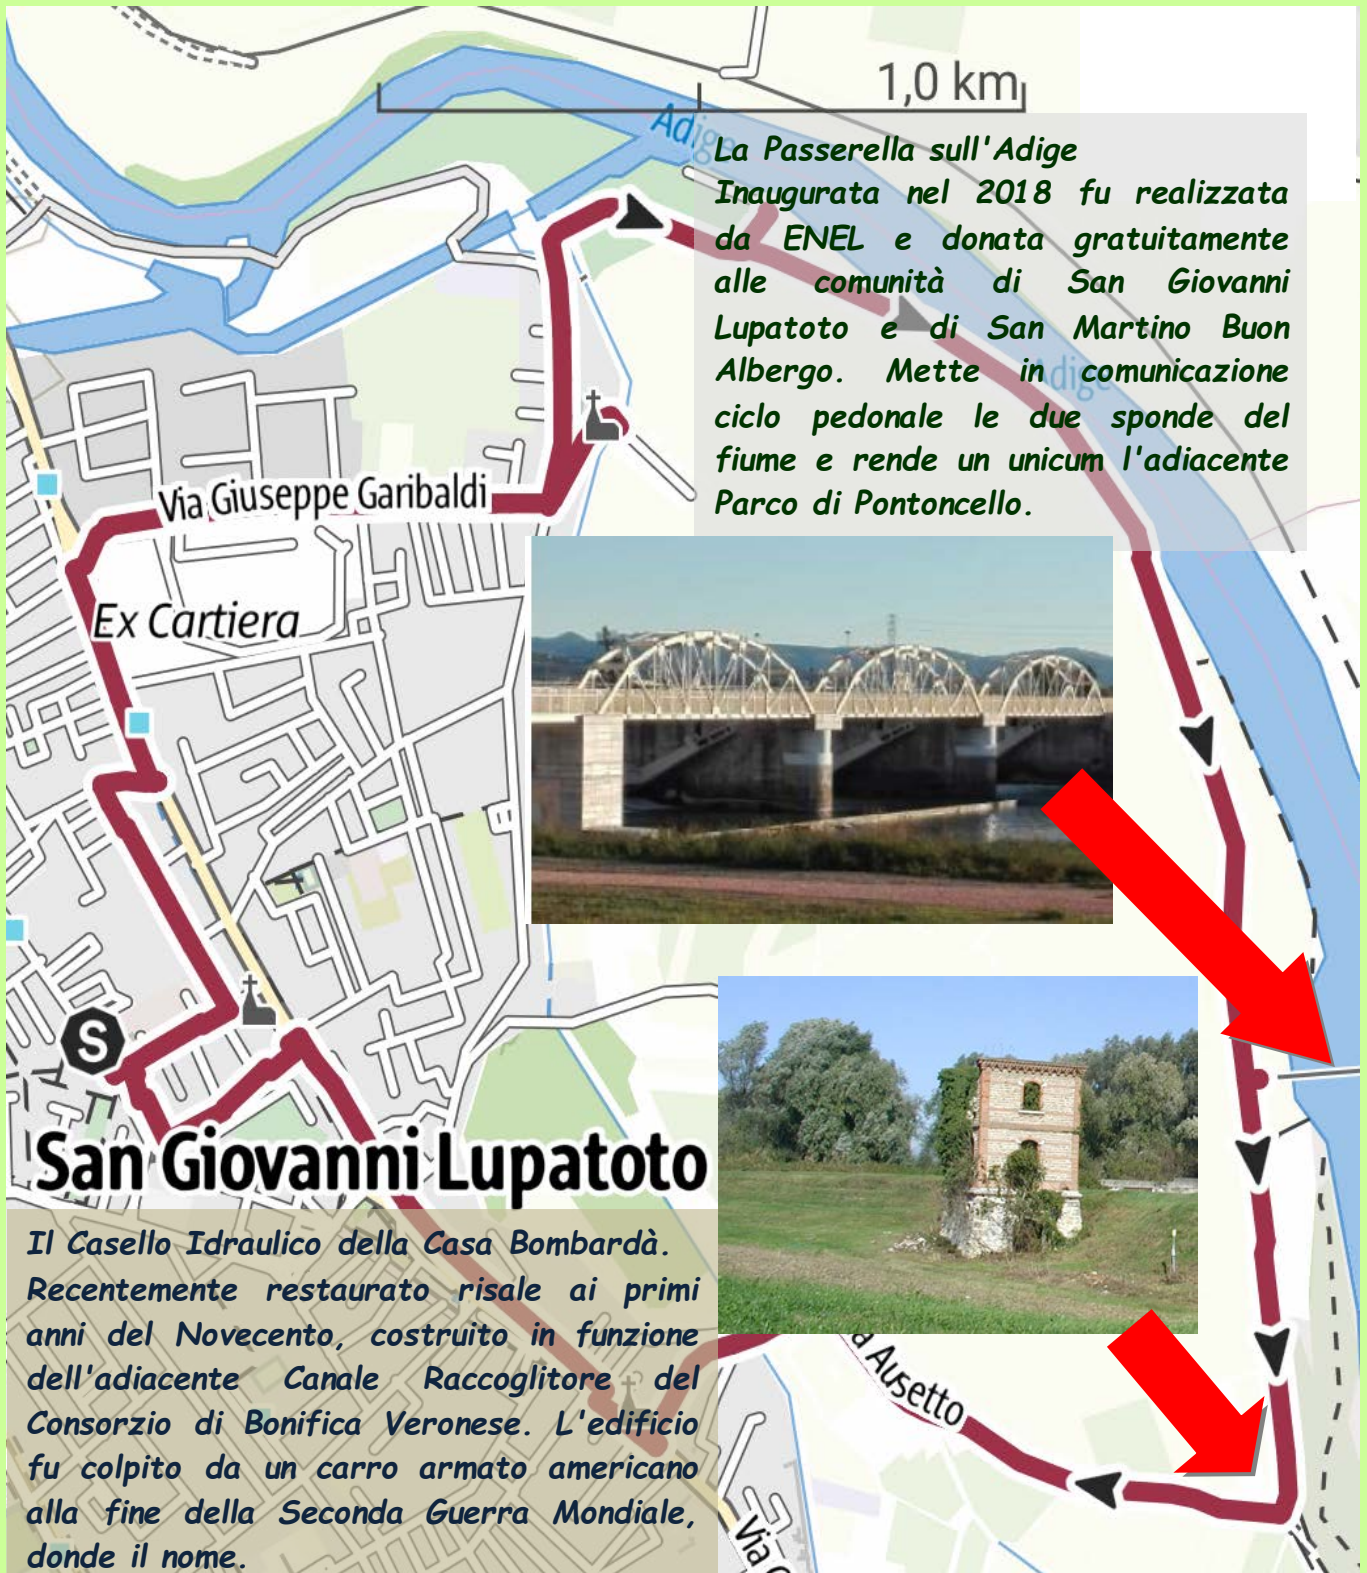 1,0 km
Adige
La Passerella sull'Adige
Inaugurata nel 2018 fu realizzata
da ENEL e donata gratuitamente
alle comunità di San Giovanni
Lupatoto e di San Martino Buon
Albergo. Mette in comunicazione
ciclo pedonale le due sponde del
fiume e rende un unicum l'adiacente
Parco di Pontoncello.
Adige
Via Giuseppe Garibaldi
Ex Cartiera
S
San Giovanni Lupatoto
Il Casello Idraulico della Casa Bombardà.
Recentemente restaurato risale ai primi
anni del Novecento, costruito in funzione
dell'adiacente Canale Raccoglitore del
Consorzio di Bonifica Veronese. L'edificio
fu colpito da un carro armato americano
alla fine della Seconda Guerra Mondiale,
donde il nome.
a Ausetto
Via